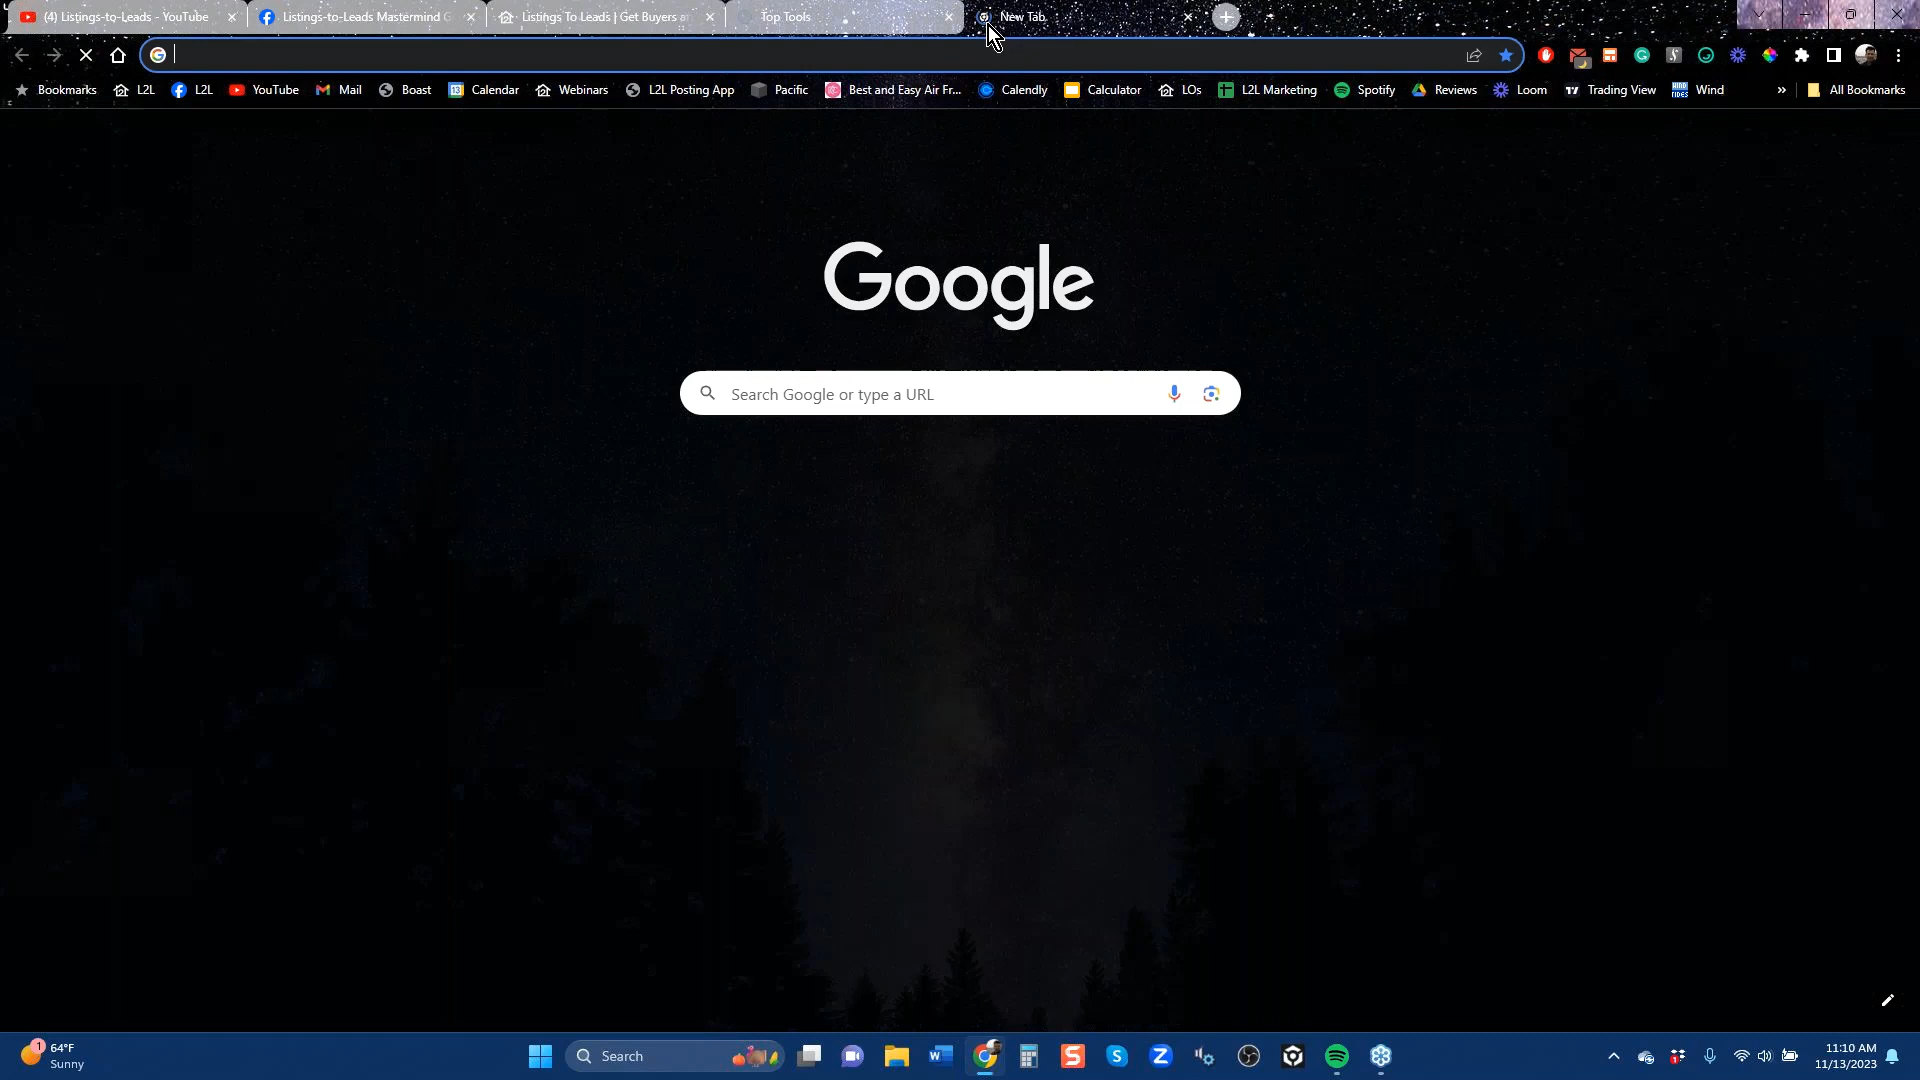 (4) Listings-to-Leads - YouTube
Listings-to-Leads Mastermind G
Listings To Leads | Get Buyers a
Top Tools
New Tab
Bookmarks
L2L
L2L
YouTube
Mail
Boast
Calendar
Webinars
L2L Posting App
Pacific
Best and Easy Air Fr...
Calendly
Calculator
LOs
L2L Marketing
Spotify
Reviews
Loom
Trading View
Wind
»
All Bookmarks
Google
Search Google or type a URL
1
64°F
Sunny
Search
11:10 AM
11/13/2023